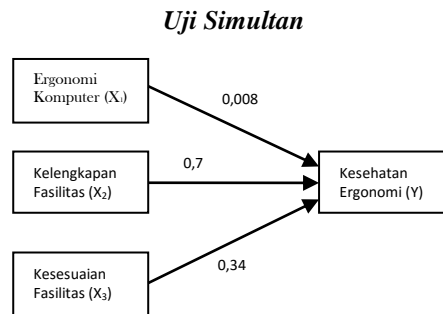 Uji Simultan
Ergonomi
Komputer (X₁)
0,008
Kelengkapan
Fasilitas (X₂)
0,7
Kesehatan
Ergonomi (Y)
Kesesuaian
Fasilitas (X₃)
0,34